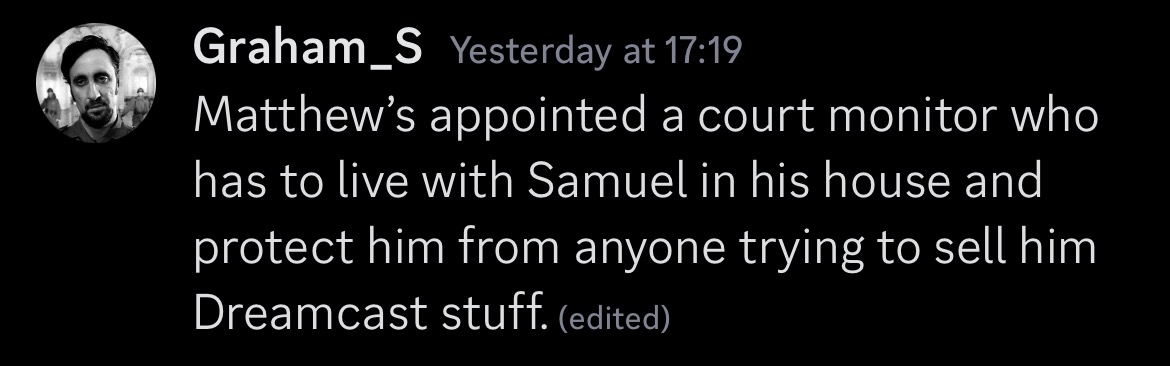 Graham_S Yesterday at 17:19
Matthew’s appointed a court monitor who
has to live with Samuel in his house and
protect him from anyone trying to sell him
Dreamcast stuff. (edited)